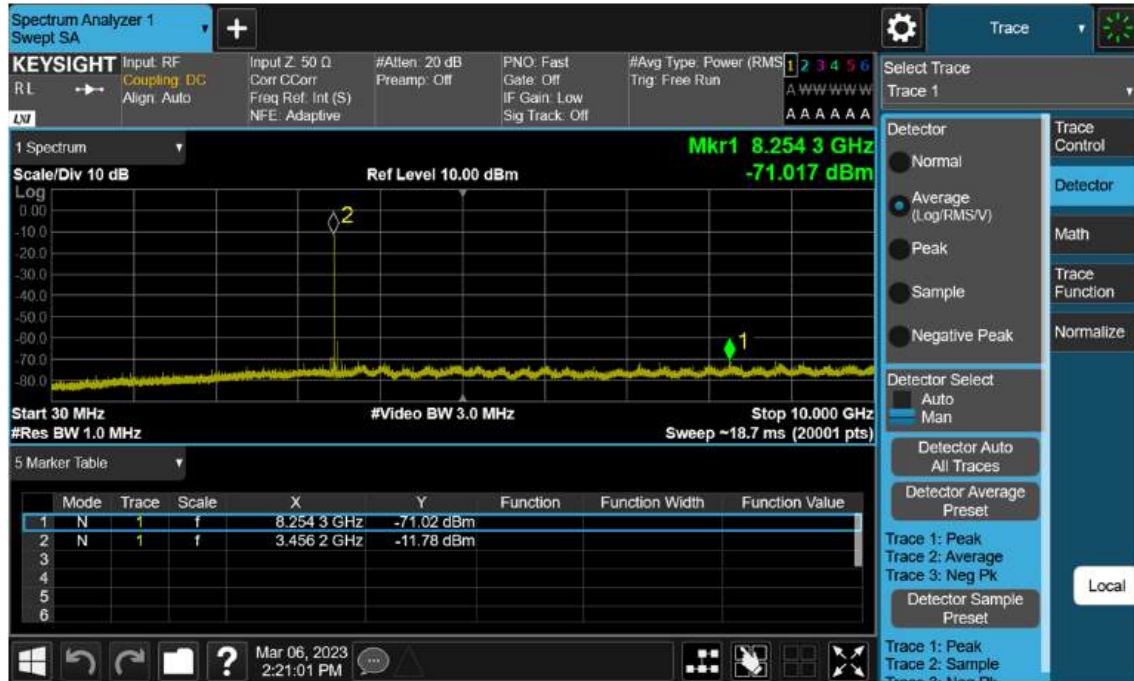 Spectrum Analyzer 1
Swept SA
+
Trace
KEYSIGHT
RL
LXI
Input: RF
Coupling: DC
Align: Auto
Input Z: 50 Ω
Corr CCorr
Freq Ref: Int (S)
NFE: Adaptive
#Atten: 20 dB
Preamp: Off
PNO: Fast
Gate: Off
IF Gain: Low
Sig Track: Off
#Avg Type: Power (RMS
Trig: Free Run
1 2 3 4 5 6
A W W W W W
A A A A A A
Select Trace
Trace 1
1 Spectrum
Scale/Div 10 dB
Ref Level 10.00 dBm
Mkr1 8.254 3 GHz
-71.017 dBm
Log
0.00
-10.0
-20.0
-30.0
-40.0
-50.0
-60.0
-70.0
-80.0
2
1
Start 30 MHz
#Video BW 3.0 MHz
Stop 10.000 GHz
#Res BW 1.0 MHz
Sweep ~18.7 ms (20001 pts)
5 Marker Table
Mode Trace Scale X Y Function Function Width Function Value
1 N 1 f 8.254 3 GHz -71.02 dBm
2 N 1 f 3.456 2 GHz -11.78 dBm
3
4
5
6
Detector
Normal
Average
(Log/RMS/V)
Peak
Sample
Negative Peak
Detector Select
Auto
Man
Detector Auto
All Traces
Detector Average
Preset
Trace 1: Peak
Trace 2: Average
Trace 3: Neg Pk
Detector Sample
Preset
Trace 1: Peak
Trace 2: Sample
Trace 3: Neg Pk
Trace
Control
Detector
Math
Trace
Function
Normalize
Local
?
Mar 06, 2023
2:21:01 PM